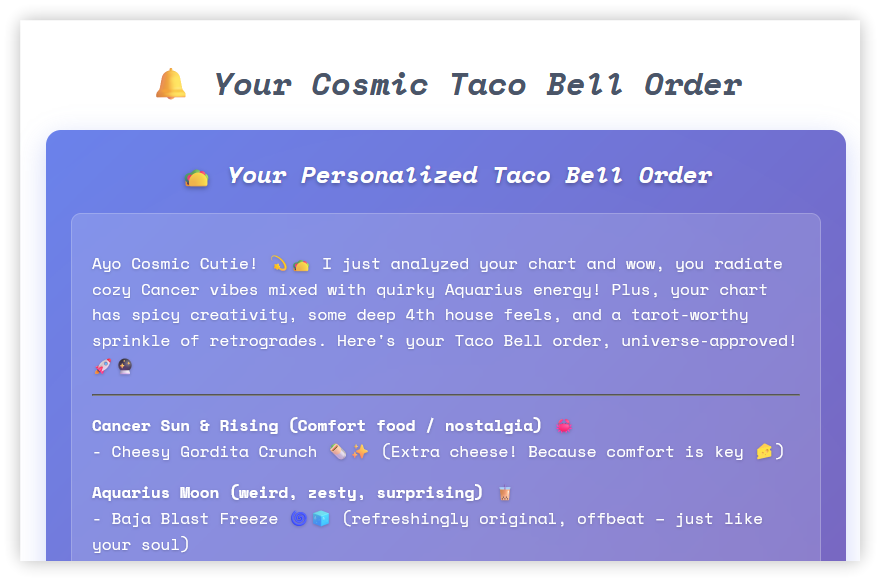 🔔 Your Cosmic Taco Bell Order
🌮 Your Personalized Taco Bell Order
Ayo Cosmic Cutie! 💫🌮 I just analyzed your chart and wow, you radiate
cozy Cancer vibes mixed with quirky Aquarius energy! Plus, your chart
has spicy creativity, some deep 4th house feels, and a tarot-worthy
sprinkle of retrogrades. Here's your Taco Bell order, universe-approved!
🚀🔮
Cancer Sun & Rising (Comfort food / nostalgia)
- Cheesy Gordita Crunch 🌯✨ (Extra cheese! Because comfort is key 🧀)
Aquarius Moon (weird, zesty, surprising) 🧋
- Baja Blast Freeze 🌀🧊 (refreshingly original, offbeat – just like
your soul)